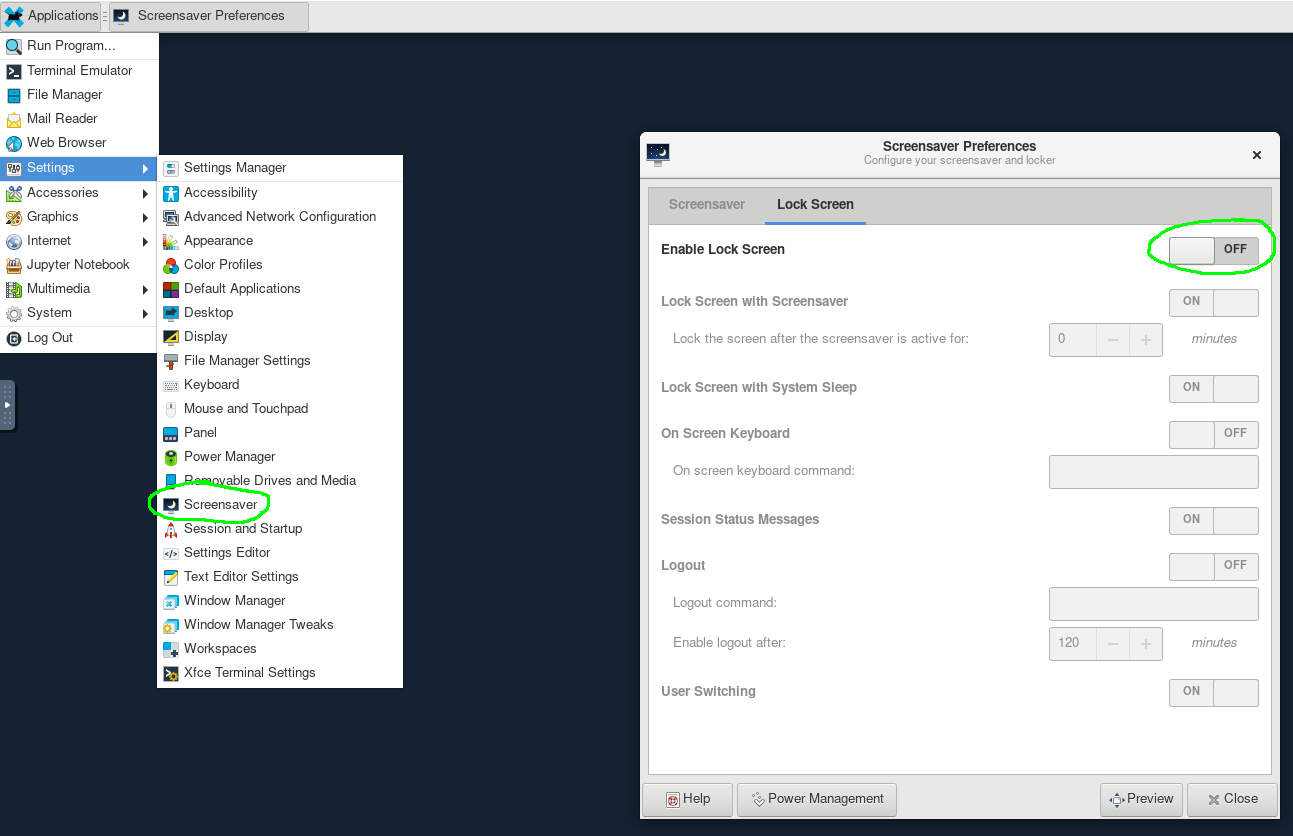 Applications
Screensaver Preferences
Run Program...
Terminal Emulator
File Manager
Mail Reader
Web Browser
Settings
Accessories
Graphics
Internet
Jupyter Notebook
Multimedia
System
Log Out
Settings Manager
Accessibility
Advanced Network Configuration
Appearance
Color Profiles
Default Applications
Desktop
Display
File Manager Settings
Keyboard
Mouse and Touchpad
Panel
Power Manager
Removable Drives and Media
Screensaver
Session and Startup
Settings Editor
Text Editor Settings
Window Manager
Window Manager Tweaks
Workspaces
Xfce Terminal Settings
Screensaver Preferences
Configure your screensaver and locker
Screensaver Lock Screen
Enable Lock Screen OFF
Lock Screen with Screensaver ON
Lock the screen after the screensaver is active for: 0 minutes
Lock Screen with System Sleep ON
On Screen Keyboard OFF
On screen keyboard command:
Session Status Messages ON
Logout OFF
Logout command:
Enable logout after: 120 minutes
User Switching ON
Help Power Management Preview Close